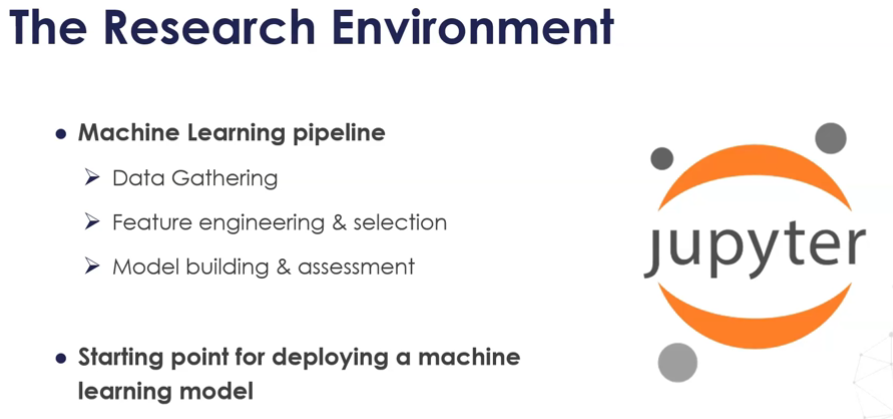 The Research Environment
Machine Learning pipeline
Data Gathering
Feature engineering & selection
Model building & assessment
Starting point for deploying a machine
learning model
jupyter